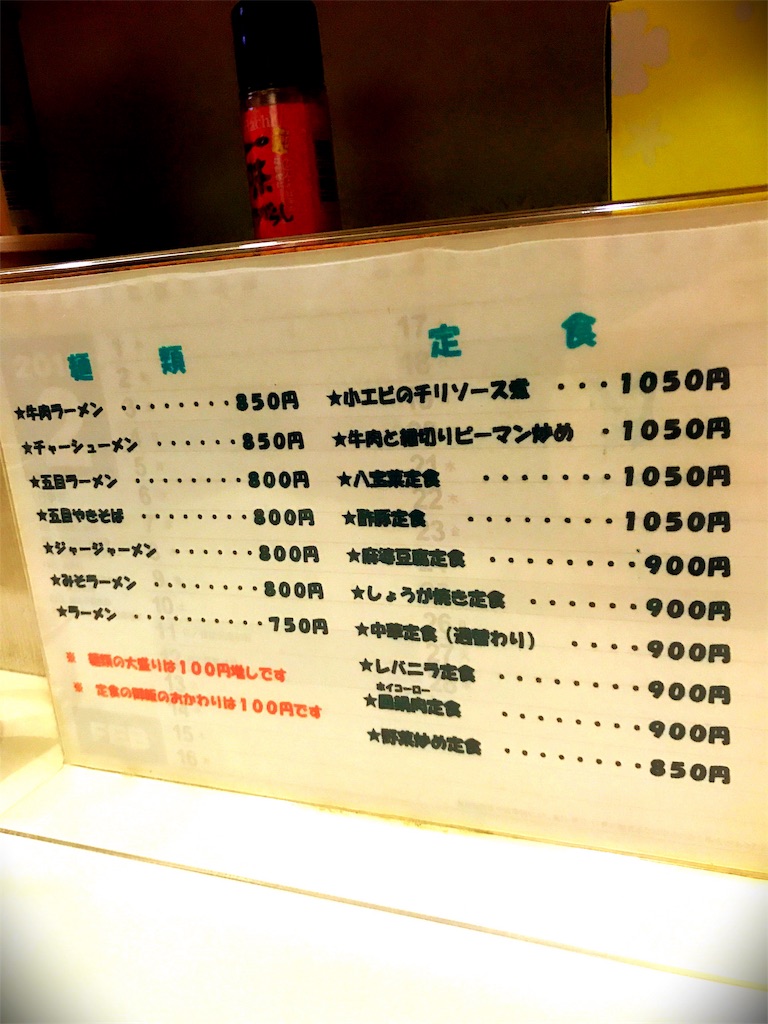 一味
麺類
★牛肉ラーメン ・・・・・・・・850円
★チャーシューメン ・・・・・・850円
★五目ラーメン ・・・・・・・・800円
★五目やきそば ・・・・・・・・800円
★ジャージャーメン ・・・・・・800円
★みそラーメン ・・・・・・・・800円
★ラーメン ・・・・・・・・・・750円
※ 麺類の大盛りは100円増しです
※ 定食の御飯のおかわりは100円です
定食
★小エビのチリソース煮 ・・・1050円
★牛肉と細切りピーマン炒め ・1050円
★八宝菜定食 ・・・・・・・1050円
★酢豚定食 ・・・・・・・・1050円
★麻婆豆腐定食 ・・・・・・・・900円
★しょうが焼き定食 ・・・・・・900円
★中華定食(週替わり) ・・・・900円
★レバニラ定食 ・・・・・・・・900円
ホイコーロー
★回鍋肉定食 ・・・・・・・・900円
★野菜炒め定食 ・・・・・・・・850円
FEB